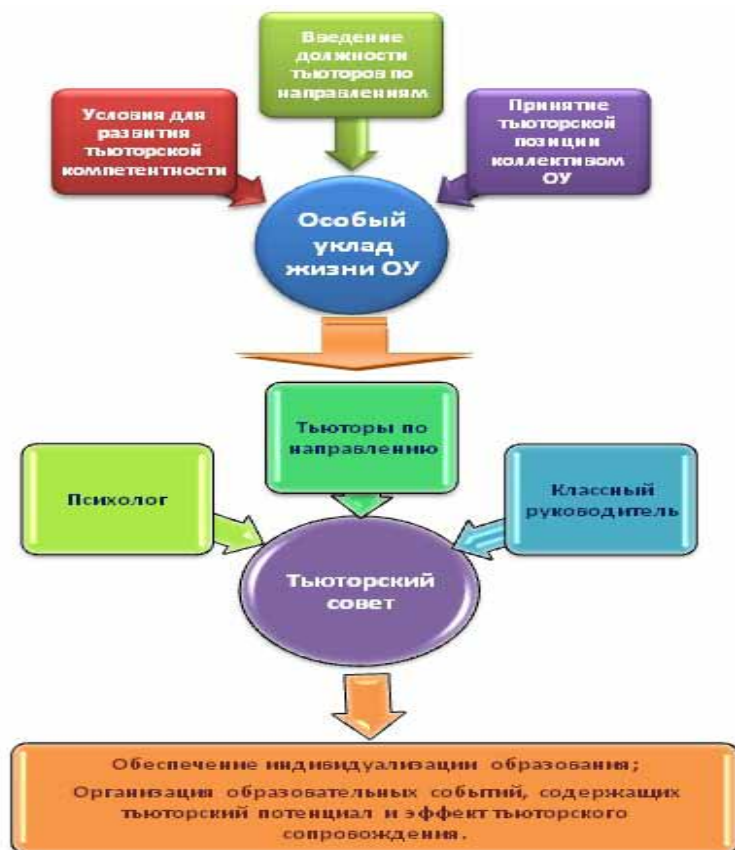 Введение
должности
тьюторов по
направлениям
Условия для
развития
тьюторской
компетентности
Принятие
тьюторской
позиции
коллективом
ОУ
Особый
уклад
жизни ОУ
Тьюторы по
направлению
Психолог
Классный
руководитель
Тьюторский
совет
Обеспечение индивидуализации образования;
Организация образовательных событий, содержащих
тьюторский потенциал и эффект тьюторского
сопровождения.